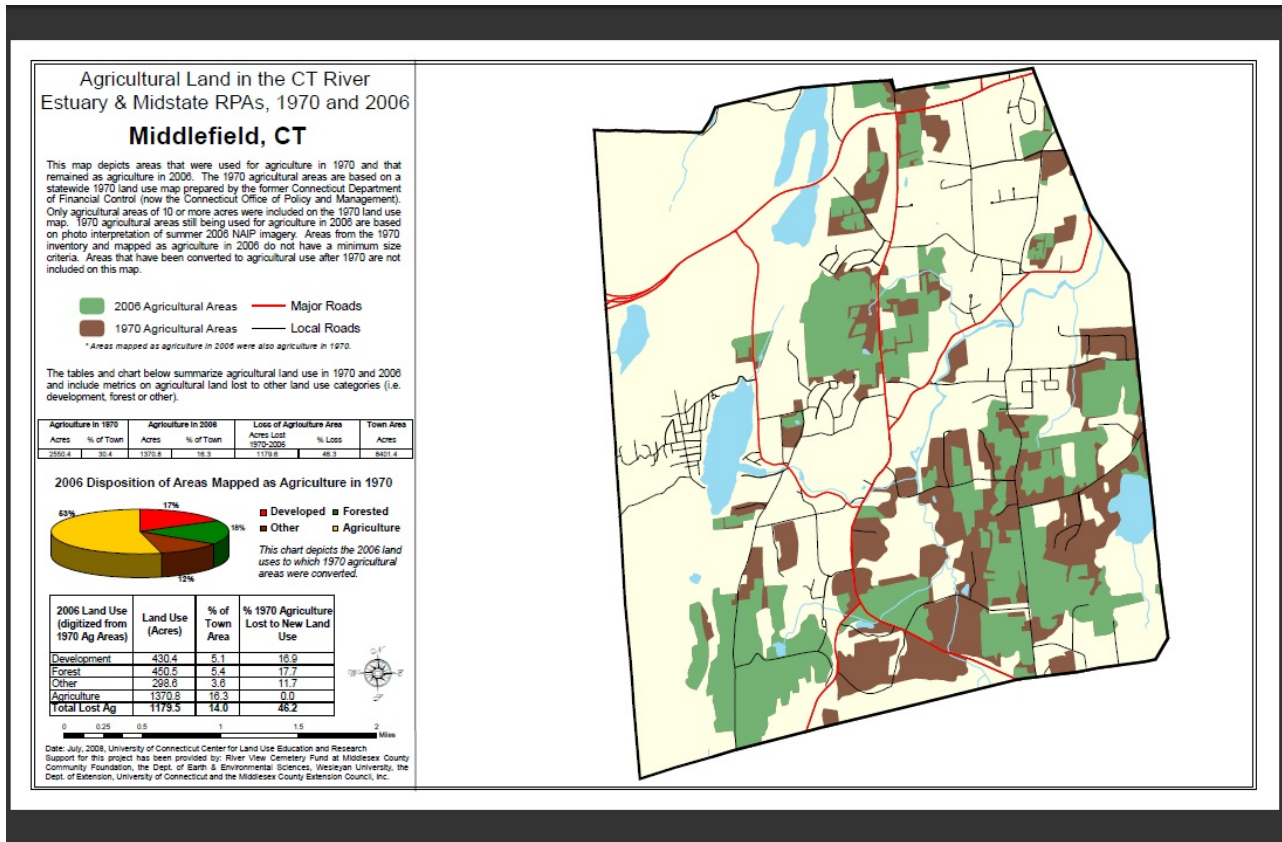 Agricultural Land in the CT River
Estuary & Midstate RPAs, 1970 and 2006
Middlefield, CT
This map depicts areas that were used for agriculture in 1970 and that
remained as agriculture in 2006. The 1970 agricultural areas are based on a
statewide 1970 land use map prepared by the former Connecticut Department
of Financial Control (now the Connecticut Office of Policy and Management).
Only agricultural areas of 10 or more acres were included on the 1970 land use
map. 1970 agricultural areas still being used for agriculture in 2006 are based
on photo interpretation of summer 2006 NAIP imagery. Areas from the 1970
inventory and mapped as agriculture in 2006 do not have a minimum size
criteria. Areas that have been converted to agricultural use after 1970 are not
included on this map.
2006 Agricultural Areas Major Roads
1970 Agricultural Areas Local Roads
* Areas mapped as agriculture in 2006 were also agriculture in 1970.
The tables and chart below summarize agricultural land use in 1970 and 2006
and include metrics on agricultural land lost to other land use categories (i.e.
development, forest or other).
Agriculture in 1970 Agriculture in 2006 Loss of Agriculture Area Town Area
Acres % of Town Acres % of Town Acres Lost 1970-2006 % Loss Acres
2550.4 30.4 1370.8 16.3 1179.6 46.3 8401.4
2006 Disposition of Areas Mapped as Agriculture in 1970
53% 17% 18% 12%
Developed Forested
Other Agriculture
This chart depicts the 2006 land
uses to which 1970 agricultural
areas were converted.
2006 Land Use (digitized from 1970 Ag Areas) Land Use (Acres) % of Town Area % 1970 Agriculture Lost to New Land Use
Development 430.4 5.1 16.9
Forest 450.5 5.4 17.7
Other 298.6 3.6 11.7
Agriculture 1370.8 16.3 0.0
Total Lost Ag 1179.5 14.0 46.2
N
W E
S
0 0.25 0.5 1 1.5 2
Miles
Date: July, 2008, University of Connecticut Center for Land Use Education and Research
Support for this project has been provided by: River View Cemetery Fund at Middlesex County
Community Foundation, the Dept. of Earth & Environmental Sciences, Wesleyan University, the
Dept. of Extension, University of Connecticut and the Middlesex County Extension Council, Inc.